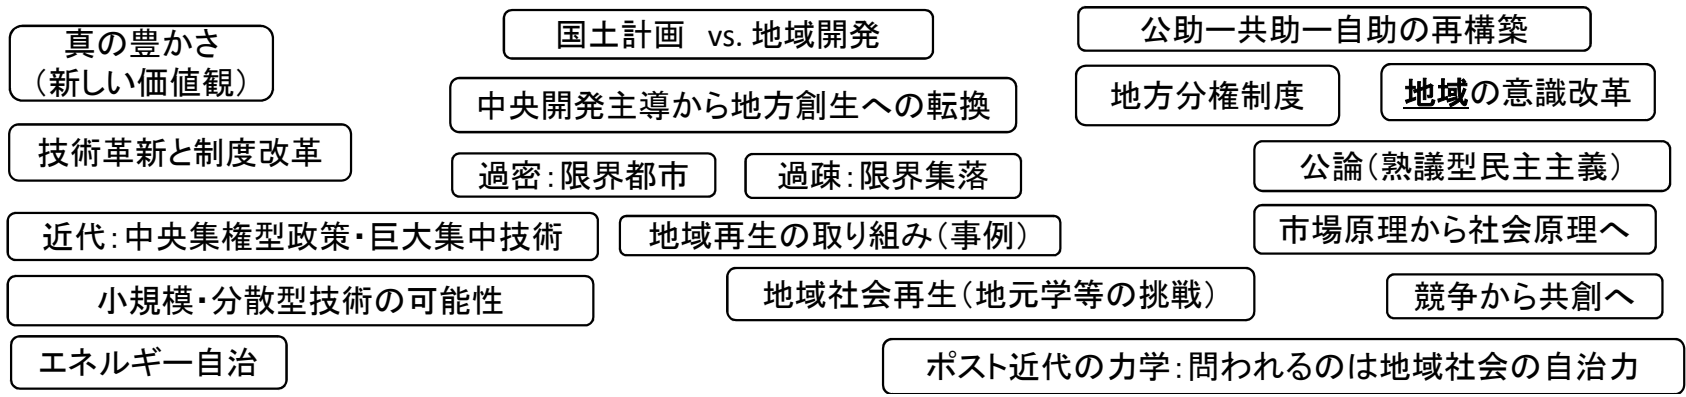 真の豊かさ
（新しい価値観）
国土計画　vs. 地域開発
公助ー共助ー自助の再構築
中央開発主導から地方創生への転換
地方分権制度
地域の意識改革
技術革新と制度改革
過密：限界都市
過疎：限界集落
公論（熟議型民主主義）
近代：中央集権型政策・巨大集中技術
地域再生の取り組み（事例）
市場原理から社会原理へ
小規模・分散型技術の可能性
地域社会再生（地元学等の挑戦）
競争から共創へ
エネルギー自治
ポスト近代の力学：問われるのは地域社会の自治力